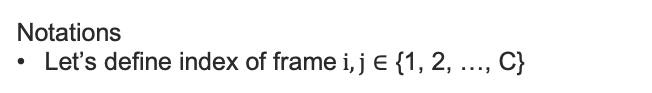 Notations
• Let's define index of frame i, j ∈ {1, 2, …, C}